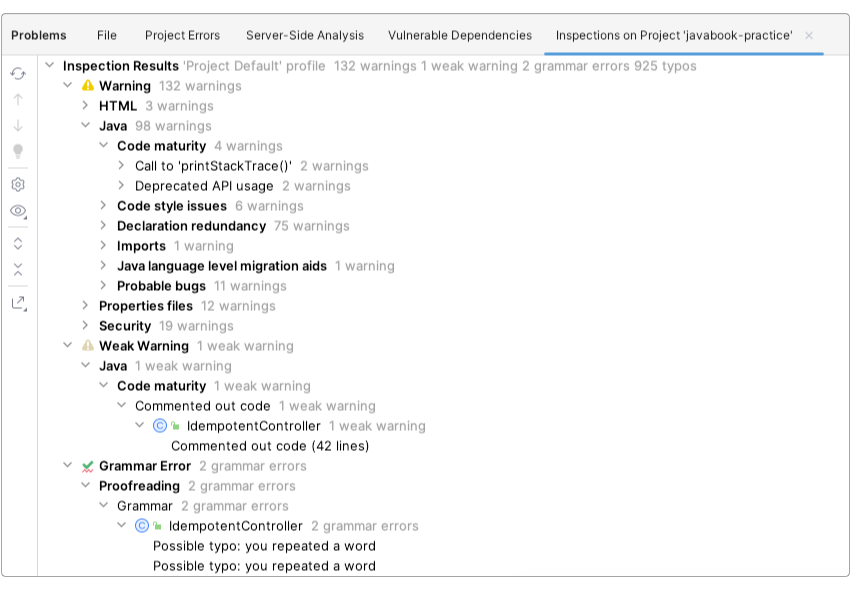 Problems File Project Errors Server-Side Analysis Vulnerable Dependencies Inspections on Project 'javabook-practice'
Inspection Results 'Project Default' profile 132 warnings 1 weak warning 2 grammar errors 925 typos
Warning 132 warnings
HTML 3 warnings
Java 98 warnings
Code maturity 4 warnings
Call to 'printStackTrace()' 2 warnings
Deprecated API usage 2 warnings
Code style issues 6 warnings
Declaration redundancy 75 warnings
Imports 1 warning
Java language level migration aids 1 warning
Probable bugs 11 warnings
Properties files 12 warnings
Security 19 warnings
Weak Warning 1 weak warning
Java 1 weak warning
Code maturity 1 weak warning
Commented out code 1 weak warning
IdempotentController 1 weak warning
Commented out code (42 lines)
Grammar Error 2 grammar errors
Proofreading 2 grammar errors
Grammar 2 grammar errors
IdempotentController 2 grammar errors
Possible typo: you repeated a word
Possible typo: you repeated a word